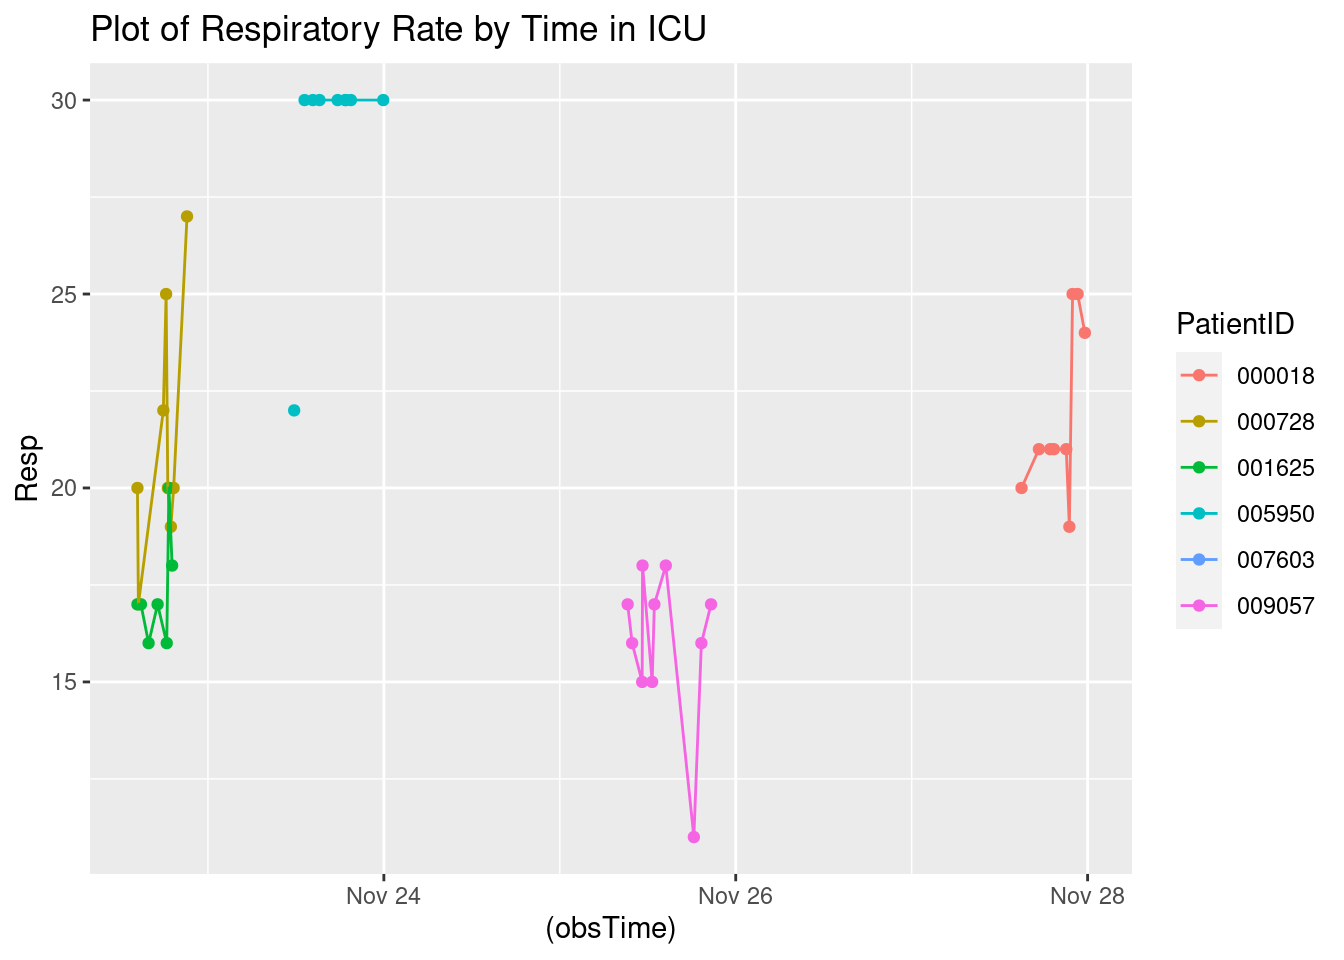 Plot of Respiratory Rate by Time in ICU
30
25
20
15
Resp
Nov 24
Nov 26
Nov 28
(obsTime)
PatientID
000018
000728
001625
005950
007603
009057